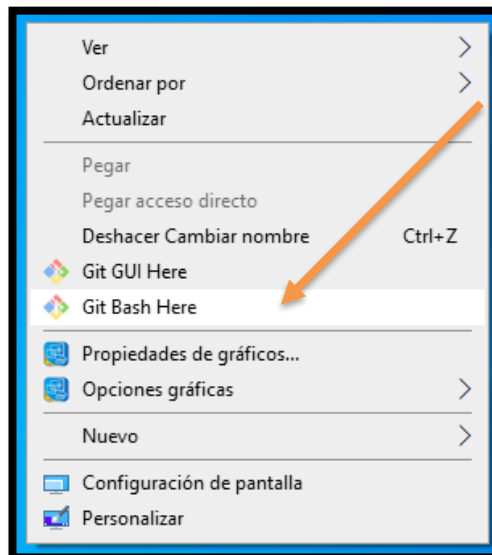 Ver
Ordenar por
Actualizar
Pegar
Pegar acceso directo
Deshacer Cambiar nombre Ctrl+Z
Git GUI Here
Git Bash Here
Propiedades de gráficos...
Opciones gráficas
Nuevo
Configuración de pantalla
Personalizar